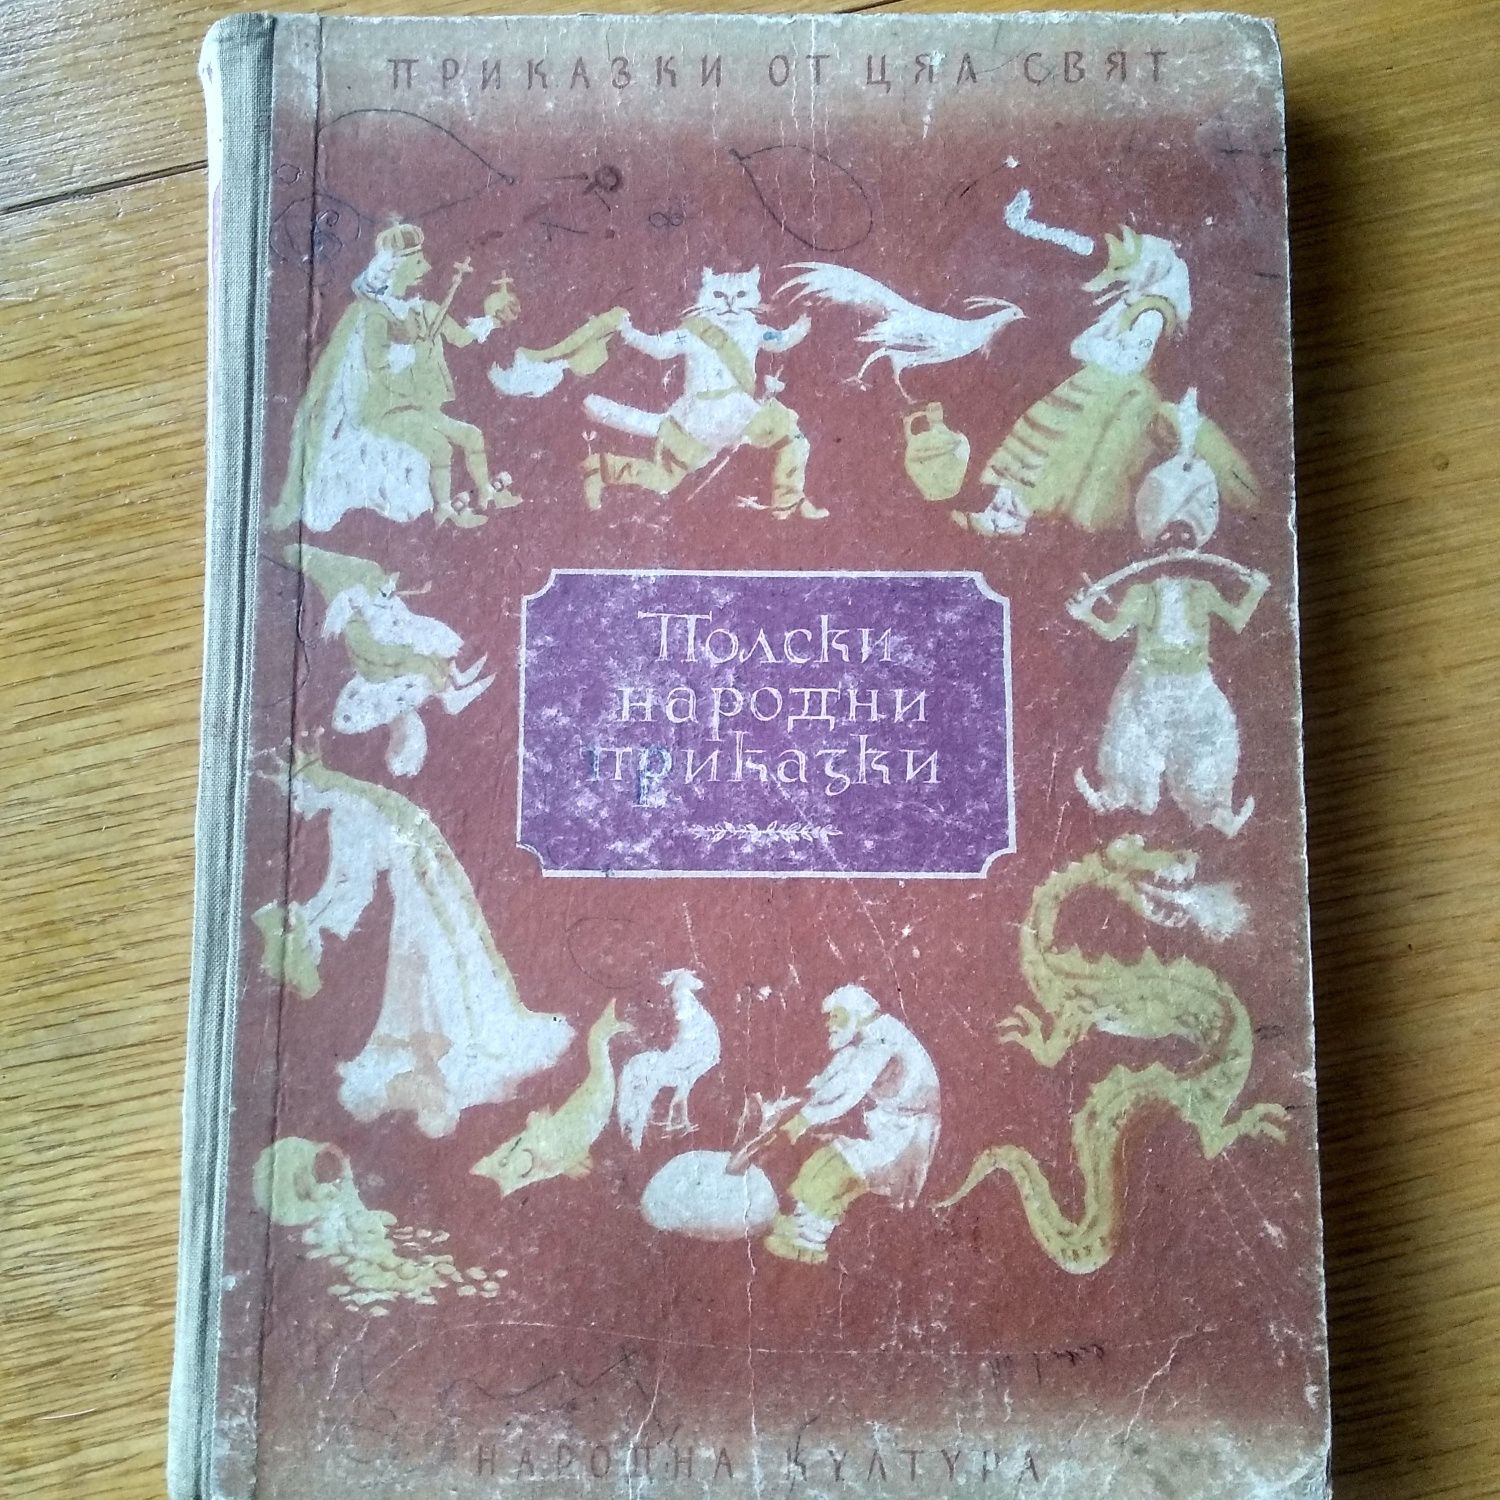 ПРИКАЗКИ ОТ ЦЯЛ СВЯТ
Полски
народни
приказки
НАРОДНА КУЛТУРА